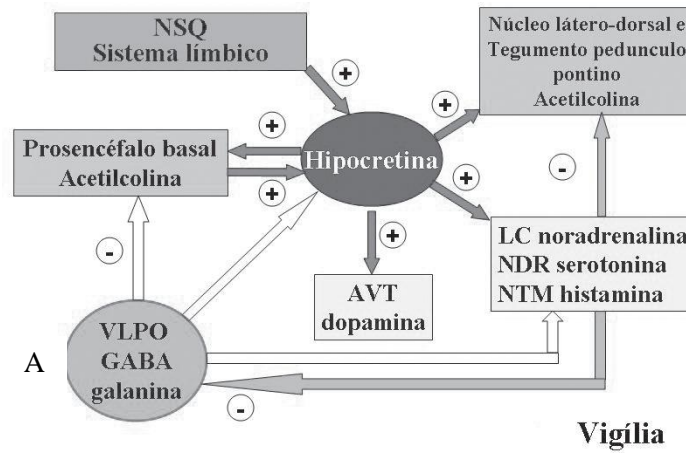 NSQ
Sistema límbico
Núcleo látero-dorsal e
Tegumento pedunculo
pontino
Acetilcolina
+
+
+
Prosencéfalo basal
Acetilcolina
Hipocretina
+
+
-
-
+
LC noradrenalina
NDR serotonina
NTM histamina
AVT
dopamina
VLPO
GABA
galanina
A
-
Vigília